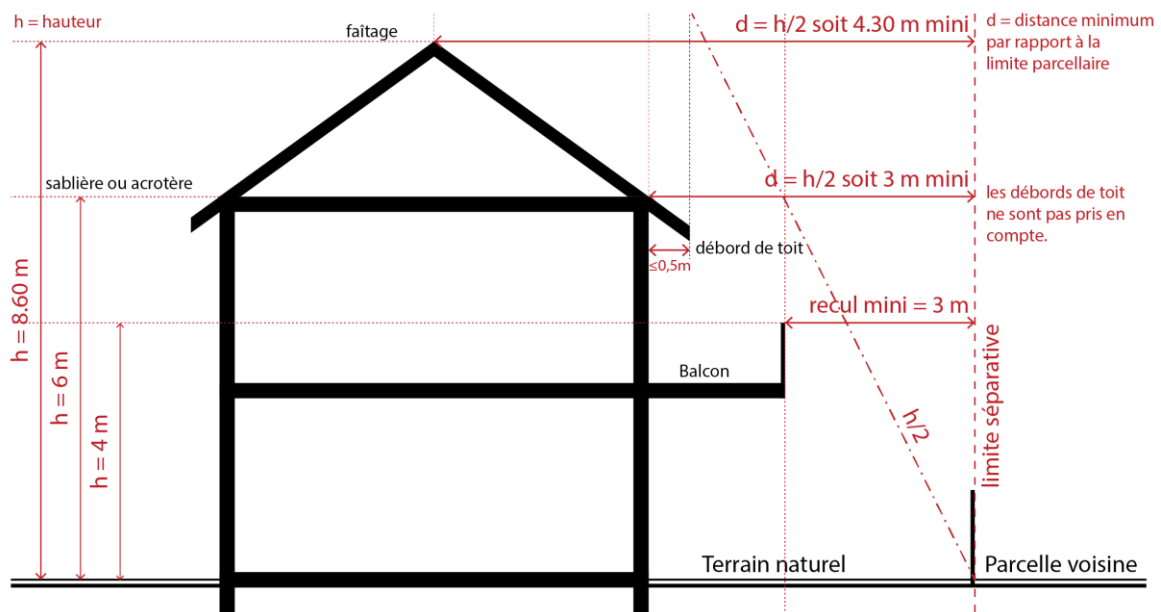 h = hauteur
faîtage
d = h/2 soit 4.30 m mini
d = distance minimum
par rapport à la
limite parcellaire
sablière ou acrotère
d = h/2 soit 3 m mini
les débords de toit
ne sont pas pris en
compte.
débord de toit
≤0,5m
recul mini = 3 m
h = 8.60 m
h = 6 m
h = 4 m
Balcon
h/2
limite séparative
Terrain naturel
Parcelle voisine